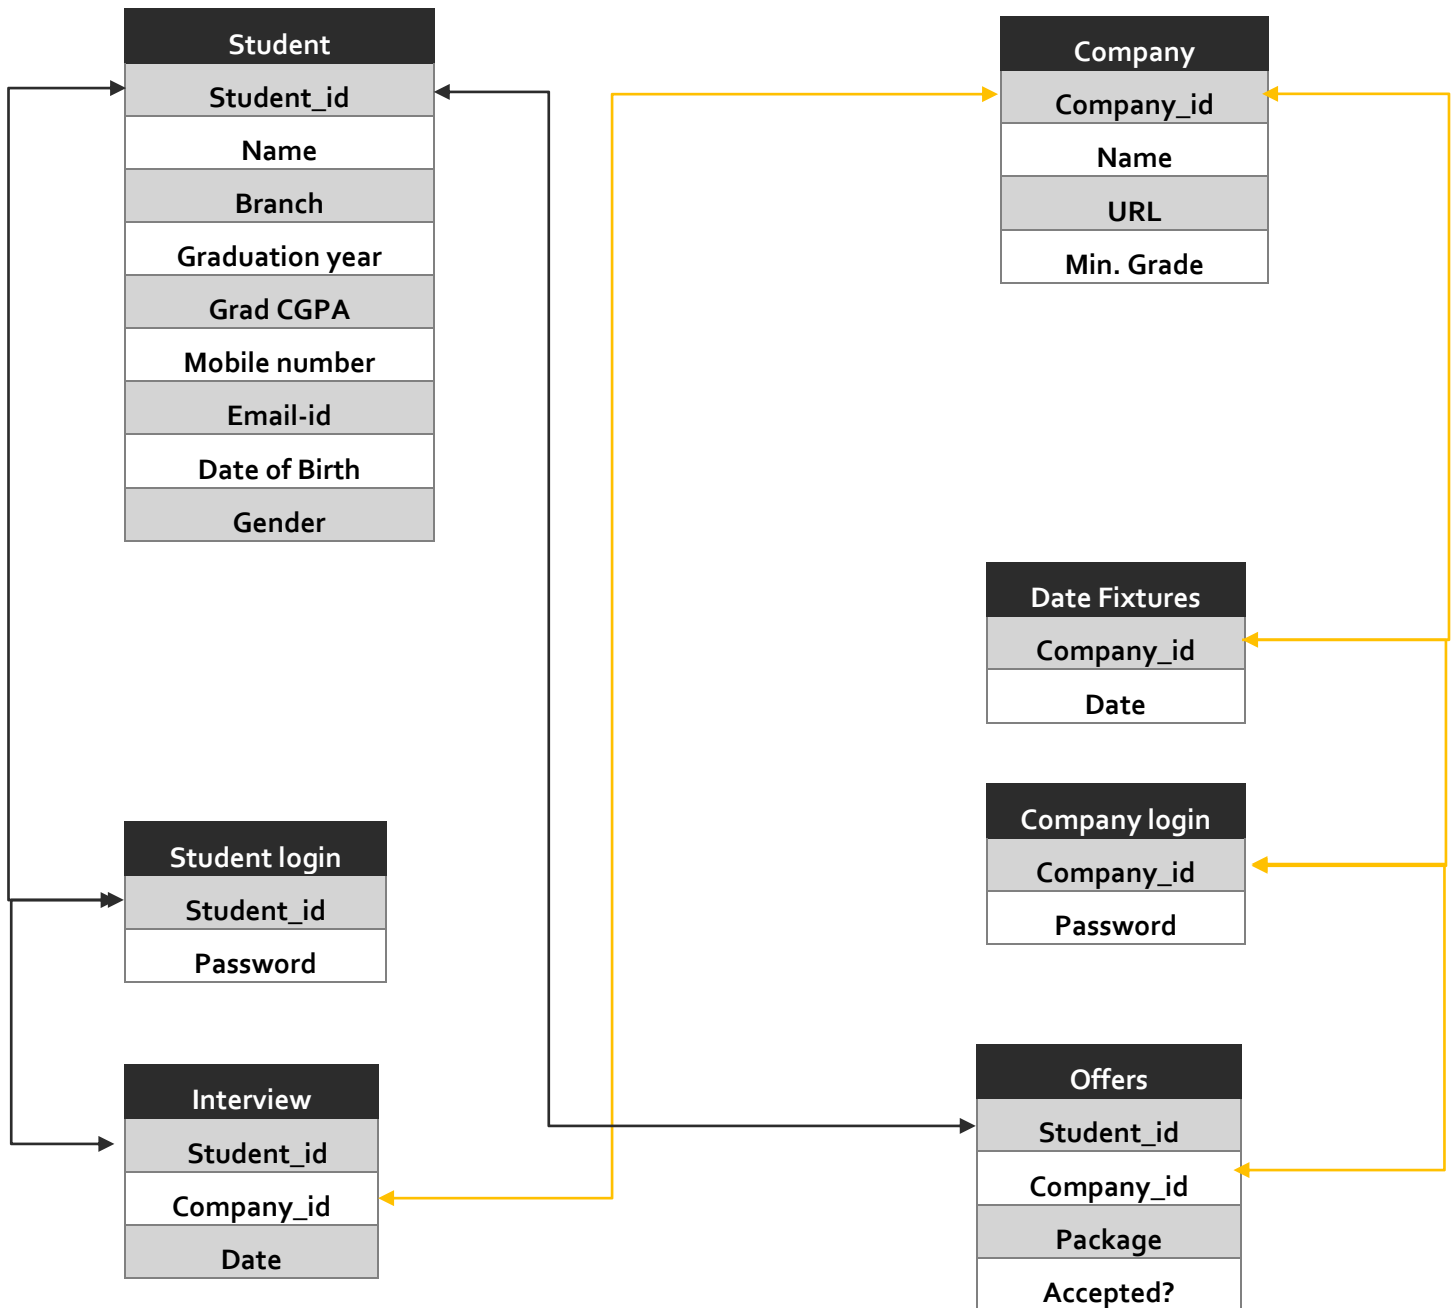 Student
Student_id
Name
Branch
Graduation year
Grad CGPA
Mobile number
Email-id
Date of Birth
Gender
Company
Company_id
Name
URL
Min. Grade
Date Fixtures
Company_id
Date
Student login
Student_id
Password
Company login
Company_id
Password
Interview
Student_id
Company_id
Date
Offers
Student_id
Company_id
Package
Accepted?